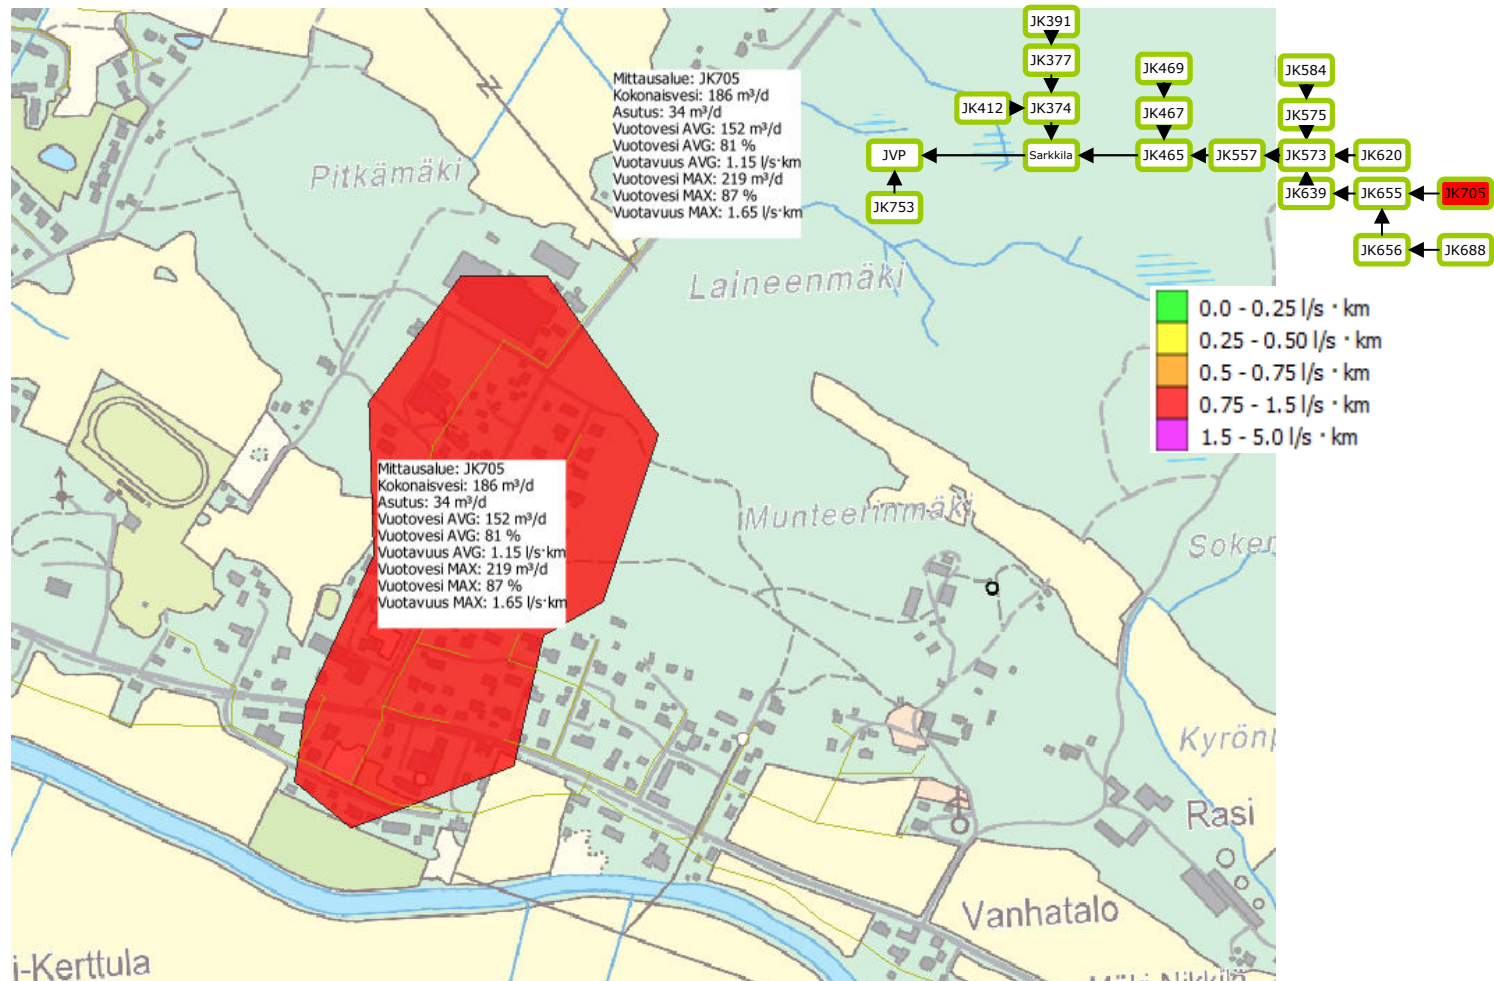 JK391
JK377
JK469
JK584
JK412
JK374
JK467
JK575
JVP
Sarkkila
JK465
JK557
JK573
JK620
JK753
JK639
JK655
JK705
JK656
JK688
Mittausalue: JK705
Kokonaisvesi: 186 m³/d
Asutus: 34 m³/d
Vuotovesi AVG: 152 m³/d
Vuotovesi AVG: 81 %
Vuotavuus AVG: 1.15 l/s·km
Vuotovesi MAX: 219 m³/d
Vuotovesi MAX: 87 %
Vuotavuus MAX: 1.65 l/s·km
Pitkämäki
Laineenmäki
0.0 - 0.25 l/s · km
0.25 - 0.50 l/s · km
0.5 - 0.75 l/s · km
0.75 - 1.5 l/s · km
1.5 - 5.0 l/s · km
Mittausalue: JK705
Kokonaisvesi: 186 m³/d
Asutus: 34 m³/d
Vuotovesi AVG: 152 m³/d
Vuotovesi AVG: 81 %
Vuotavuus AVG: 1.15 l/s·km
Vuotovesi MAX: 219 m³/d
Vuotovesi MAX: 87 %
Vuotavuus MAX: 1.65 l/s·km
Munteerinmäki
Soker
Kyrönp
Rasi
Vanhatalo
i-Kerttula
Mäki-Nikkilä